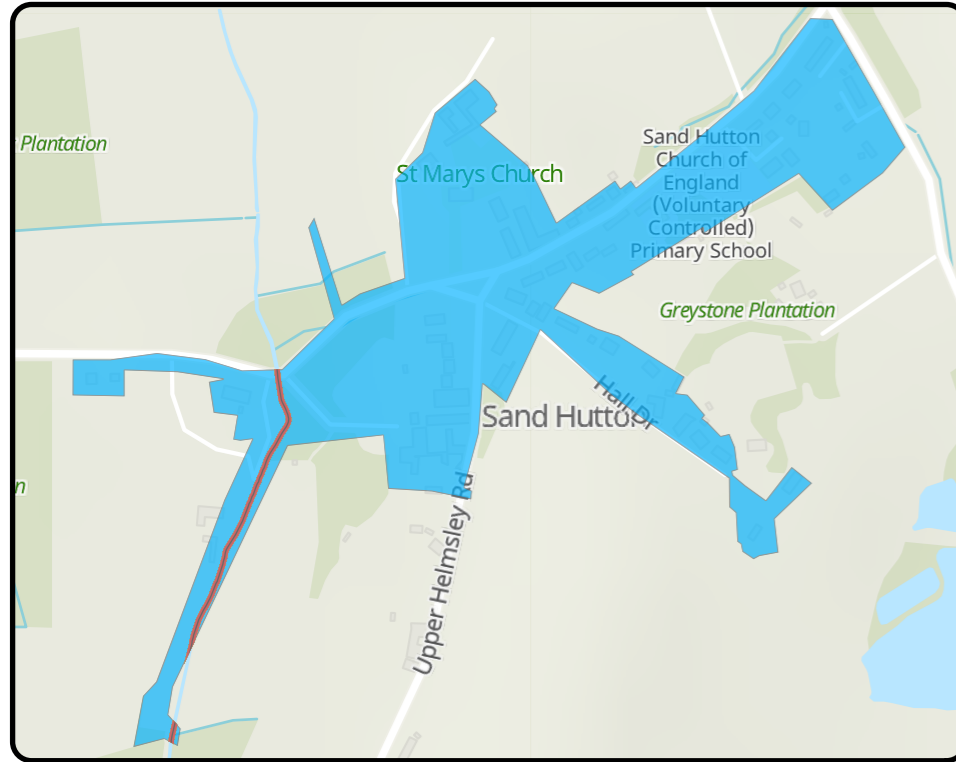 Plantation
St Marys Church
Sand Hutton
Church of
England
(Voluntary
Controlled)
Primary School
Greystone Plantation
Hall Dr
Sand Hutton
Upper Helmsley Rd
n